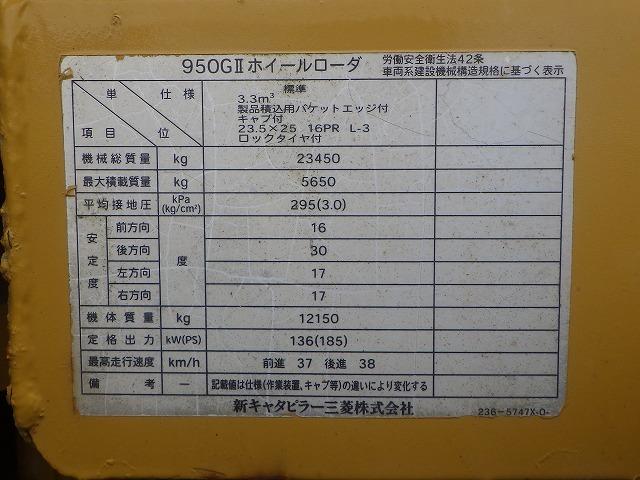 950GⅡホイールローダ
労働安全衛生法42条
車両系建設機械構造規格に基づく表示
単 仕様
項目 位
標準
3.3m³
製品積込用バケットエッジ付
キャブ付
23.5×25 16PR L-3
ロックタイヤ付
機械総質量 kg 23450
最大積載質量 kg 5650
平均接地圧 kPa (kg/cm²) 295(3.0)
安定度 度
前方向 16
後方向 30
左方向 17
右方向 17
機体質量 kg 12150
定格出力 kW(PS) 136(185)
最高走行速度 km/h 前進 37 後進 38
備考 － 記載値は仕様(作業装置、キャブ等)の違いにより変化する
新キャタピラー三菱株式会社
236-5747X-0-